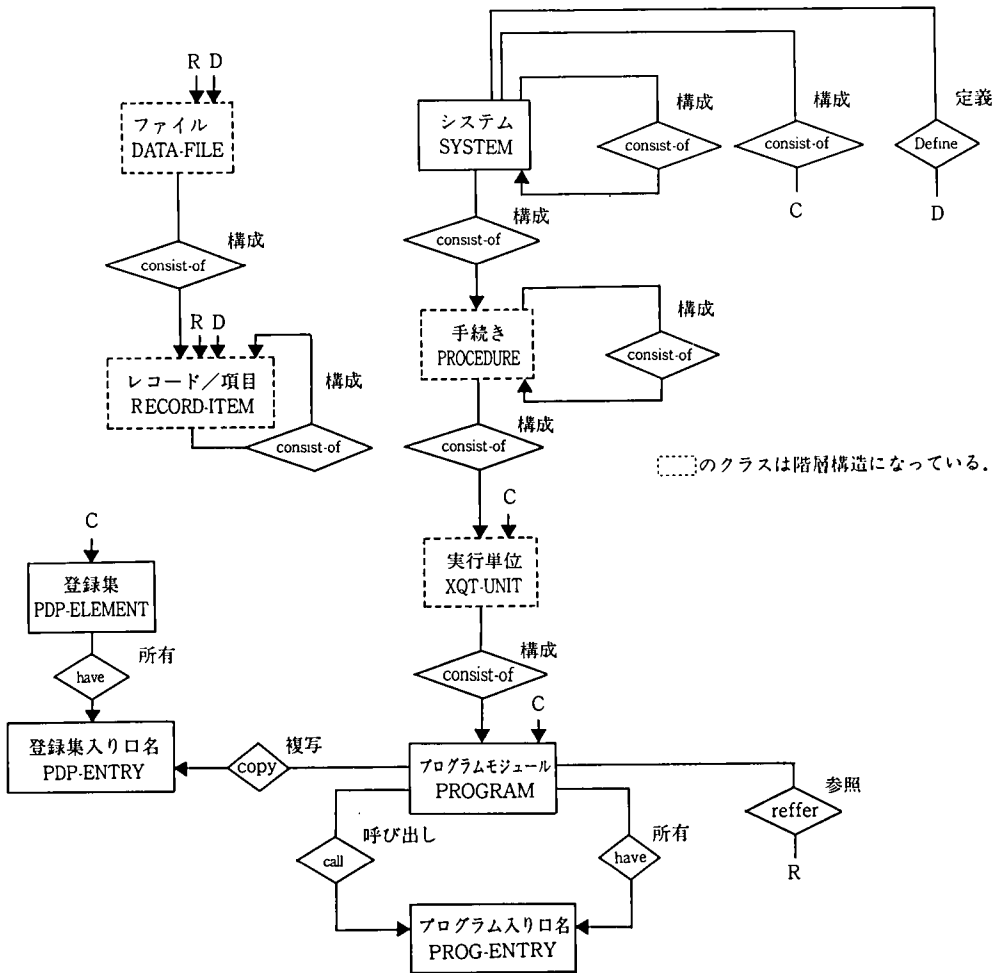 R D
ファイル
DATA-FILE
構成
consist-of
R D
レコード／項目
RECORD-ITEM
構成
consist-of
システム
SYSTEM
構成
consist-of
構成
consist-of
C
定義
Define
D
構成
consist-of
手続き
PROCEDURE
構成
consist-of
構成
consist-of
のクラスは階層構造になっている．
C
実行単位
XQT-UNIT
構成
consist-of
C
登録集
PDP-ELEMENT
所有
have
登録集入り口名
PDP-ENTRY
複写
copy
C
プログラムモジュール
PROGRAM
参照
reffer
R
呼び出し
call
所有
have
プログラム入り口名
PROG-ENTRY